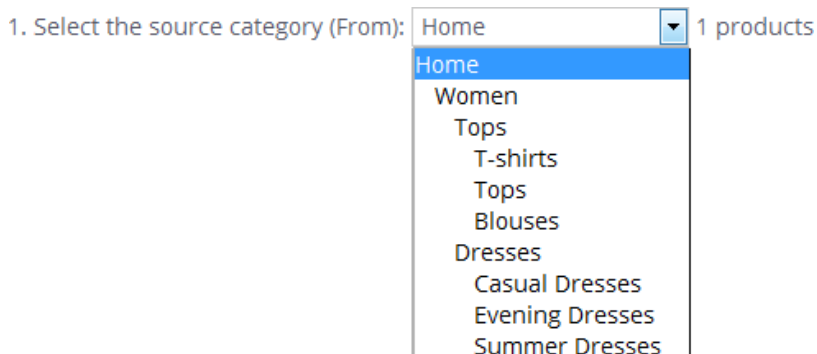 1. Select the source category (From): Home 1 products
Home
Women
Tops
T-shirts
Tops
Blouses
Dresses
Casual Dresses
Evening Dresses
Summer Dresses